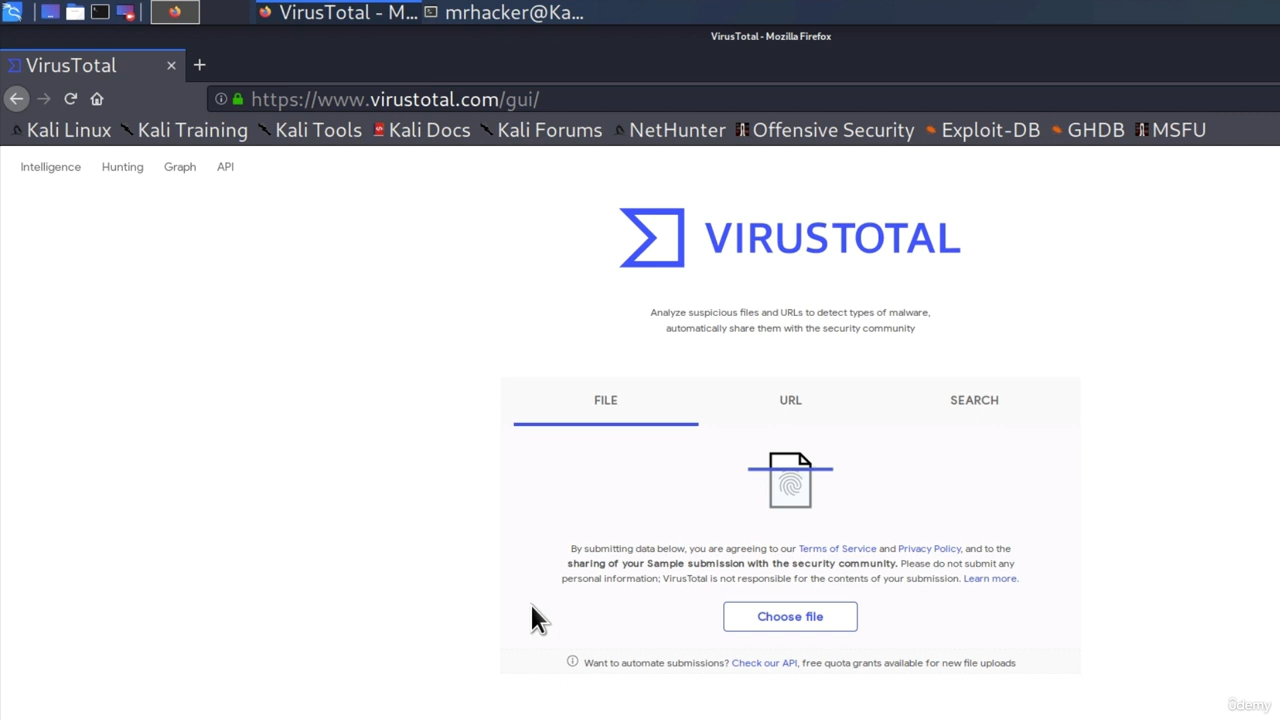 VirusTotal - M... mrhacker@Ka...
VirusTotal - Mozilla Firefox
VirusTotal
https://www.virustotal.com/gui/
Kali Linux Kali Training Kali Tools Kali Docs Kali Forums NetHunter Offensive Security Exploit-DB GHDB MSFU
Intelligence Hunting Graph API
VIRUSTOTAL
Analyze suspicious files and URLs to detect types of malware,
automatically share them with the security community
FILE URL SEARCH
By submitting data below, you are agreeing to our Terms of Service and Privacy Policy, and to the
sharing of your Sample submission with the security community. Please do not submit any
personal information; VirusTotal is not responsible for the contents of your submission. Learn more.
Choose file
Want to automate submissions? Check our API, free quota grants available for new file uploads
ûdemy